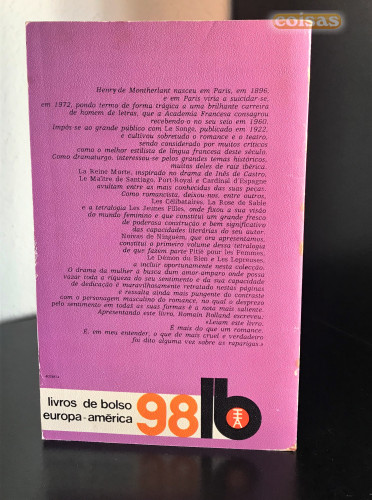 coisas
Henry de Montherlant nasceu em Paris, em 1896,
e em Paris viria a suicidar-se,
em 1972, pondo termo de forma trágica a uma brilhante carreira
de homem de letras, que a Academia Francesa consagrou
recebendo-o no seu seio em 1960.
Impôs-se ao grande público com Le Songe, publicado em 1922,
e cultivou sobretudo o romance e o teatro,
sendo considerado por muitos críticos
como o melhor estilista de língua francesa deste século.
Como dramaturgo, interessou-se pelos grandes temas históricos,
muitos deles de raiz ibérica.
La Reine Morte, inspirado no drama de Inês de Castro,
Le Maître de Santiago, Port-Royal e Cardinal d'Espagne
avultam entre as mais conhecidas das suas peças.
Como romancista, deixou-nos, entre outros,
Les Célibataires, La Rose de Sable
e a tetralogia Les Jeunes Filles, onde fixou a sua visão
do mundo feminino e que constitui um grande fresco
de poderosa construção e bem significativo
das capacidades literárias do seu autor.
Noivas de Ninguém, que ora apresentamos,
constitui o primeiro volume dessa tetralogia
de que fazem parte Pitié pour les Femmes,
Le Démon du Bien e Les Lépreuses,
a incluir oportunamente nesta colecção.
O drama da mulher à busca dum amor-amparo onde possa
vazar toda a riqueza do seu sentimento e da sua capacidade
de dedicação é maravilhosamente retratado nestas páginas
e ressalta ainda mais pungente do contraste
com o personagem masculino do romance, no qual o desprezo
pelo sentimento em todas as suas formas é a nota mais saliente.
Apresentando este livro, Romain Rolland escreveu:
«Leiam este livro.
É mais do que um romance.
É, em meu entender, o que de mais cruel e verdadeiro
foi dito alguma vez sobre as raparigas.»
livros de bolso
europa-américa
98
lb
EA